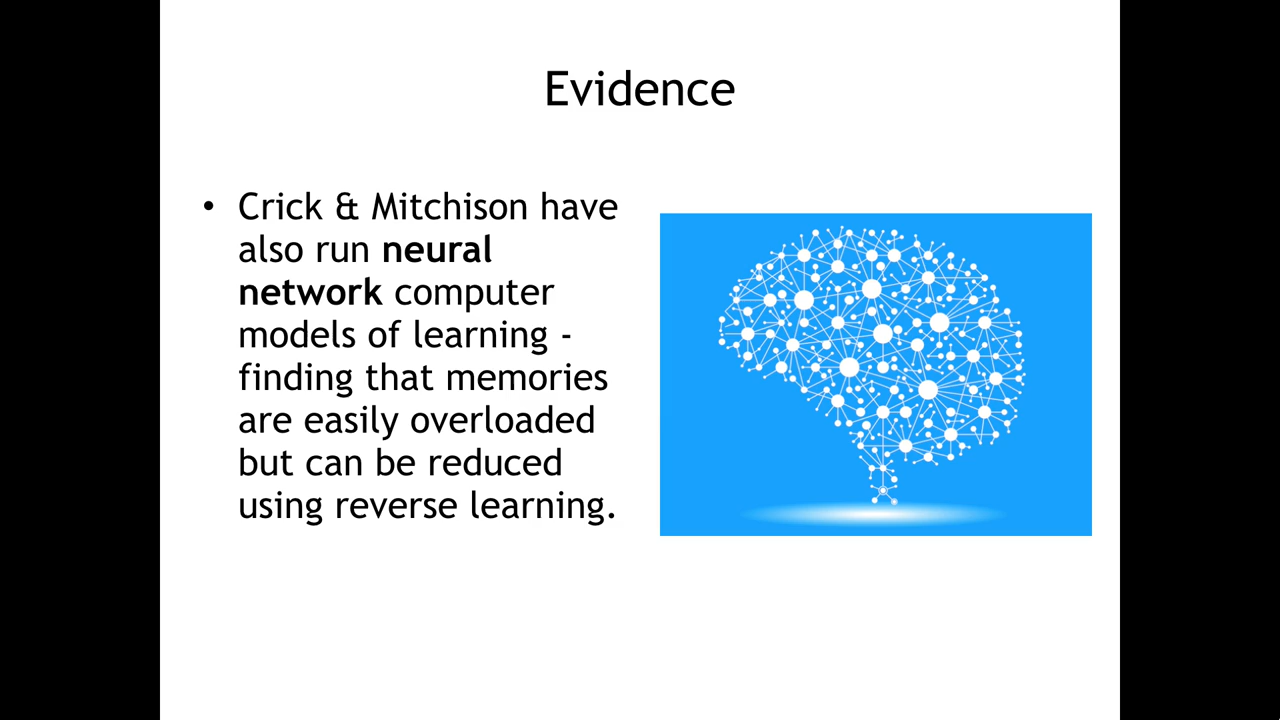 Evidence
• Crick & Mitchison have
also run neural
network computer
models of learning -
finding that memories
are easily overloaded
but can be reduced
using reverse learning.